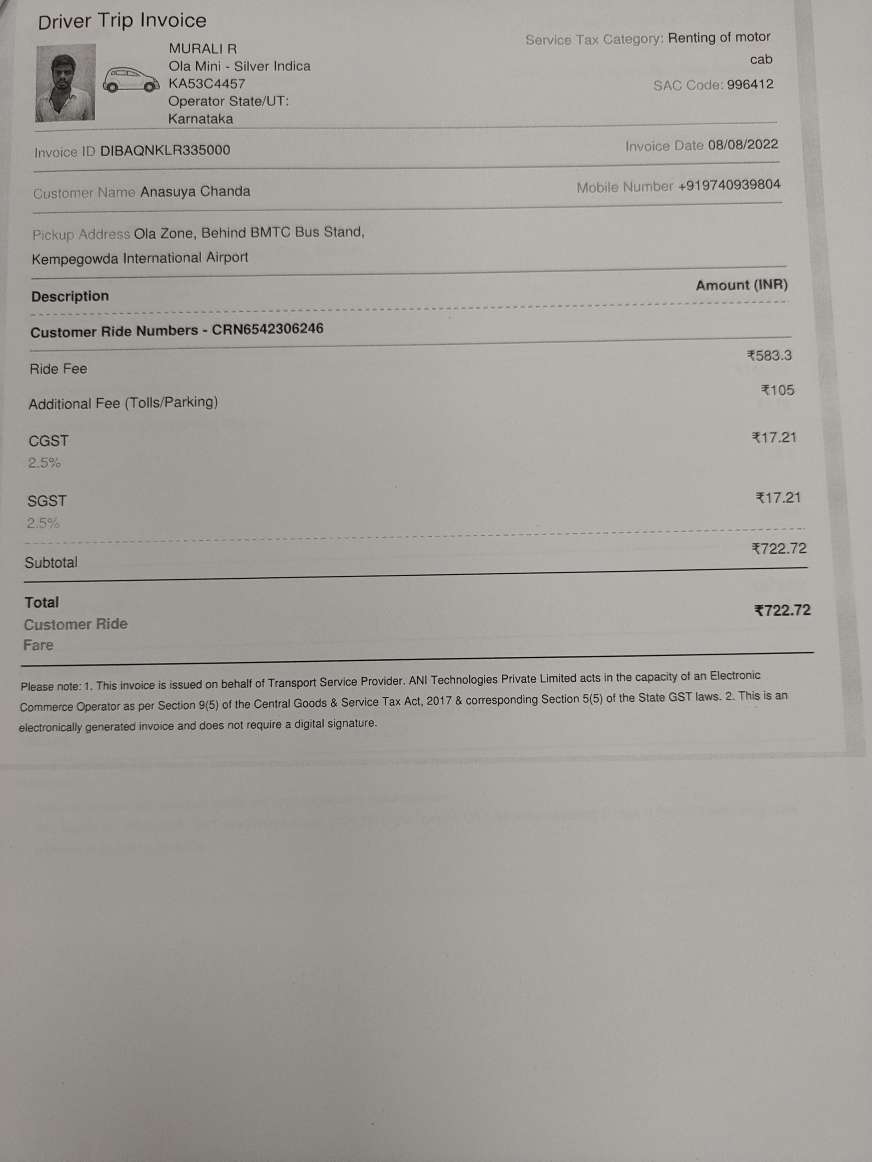 Driver Trip Invoice
MURALI R
Ola Mini - Silver Indica
KA53C4457
Operator State/UT:
Karnataka
Service Tax Category: Renting of motor
cab
SAC Code: 996412
Invoice ID DIBAQNKLR335000
Invoice Date 08/08/2022
Customer Name Anasuya Chanda
Mobile Number +919740939804
Pickup Address Ola Zone, Behind BMTC Bus Stand,
Kempegowda International Airport
Description
Amount (INR)
Customer Ride Numbers - CRN6542306246
Ride Fee
₹583.3
Additional Fee (Tolls/Parking)
₹105
CGST
₹17.21
2.5%
SGST
₹17.21
2.5%
Subtotal
₹722.72
Total
₹722.72
Customer Ride
Fare
Please note: 1. This invoice is issued on behalf of Transport Service Provider. ANI Technologies Private Limited acts in the capacity of an Electronic
Commerce Operator as per Section 9(5) of the Central Goods & Service Tax Act, 2017 & corresponding Section 5(5) of the State GST laws. 2. This is an
electronically generated invoice and does not require a digital signature.